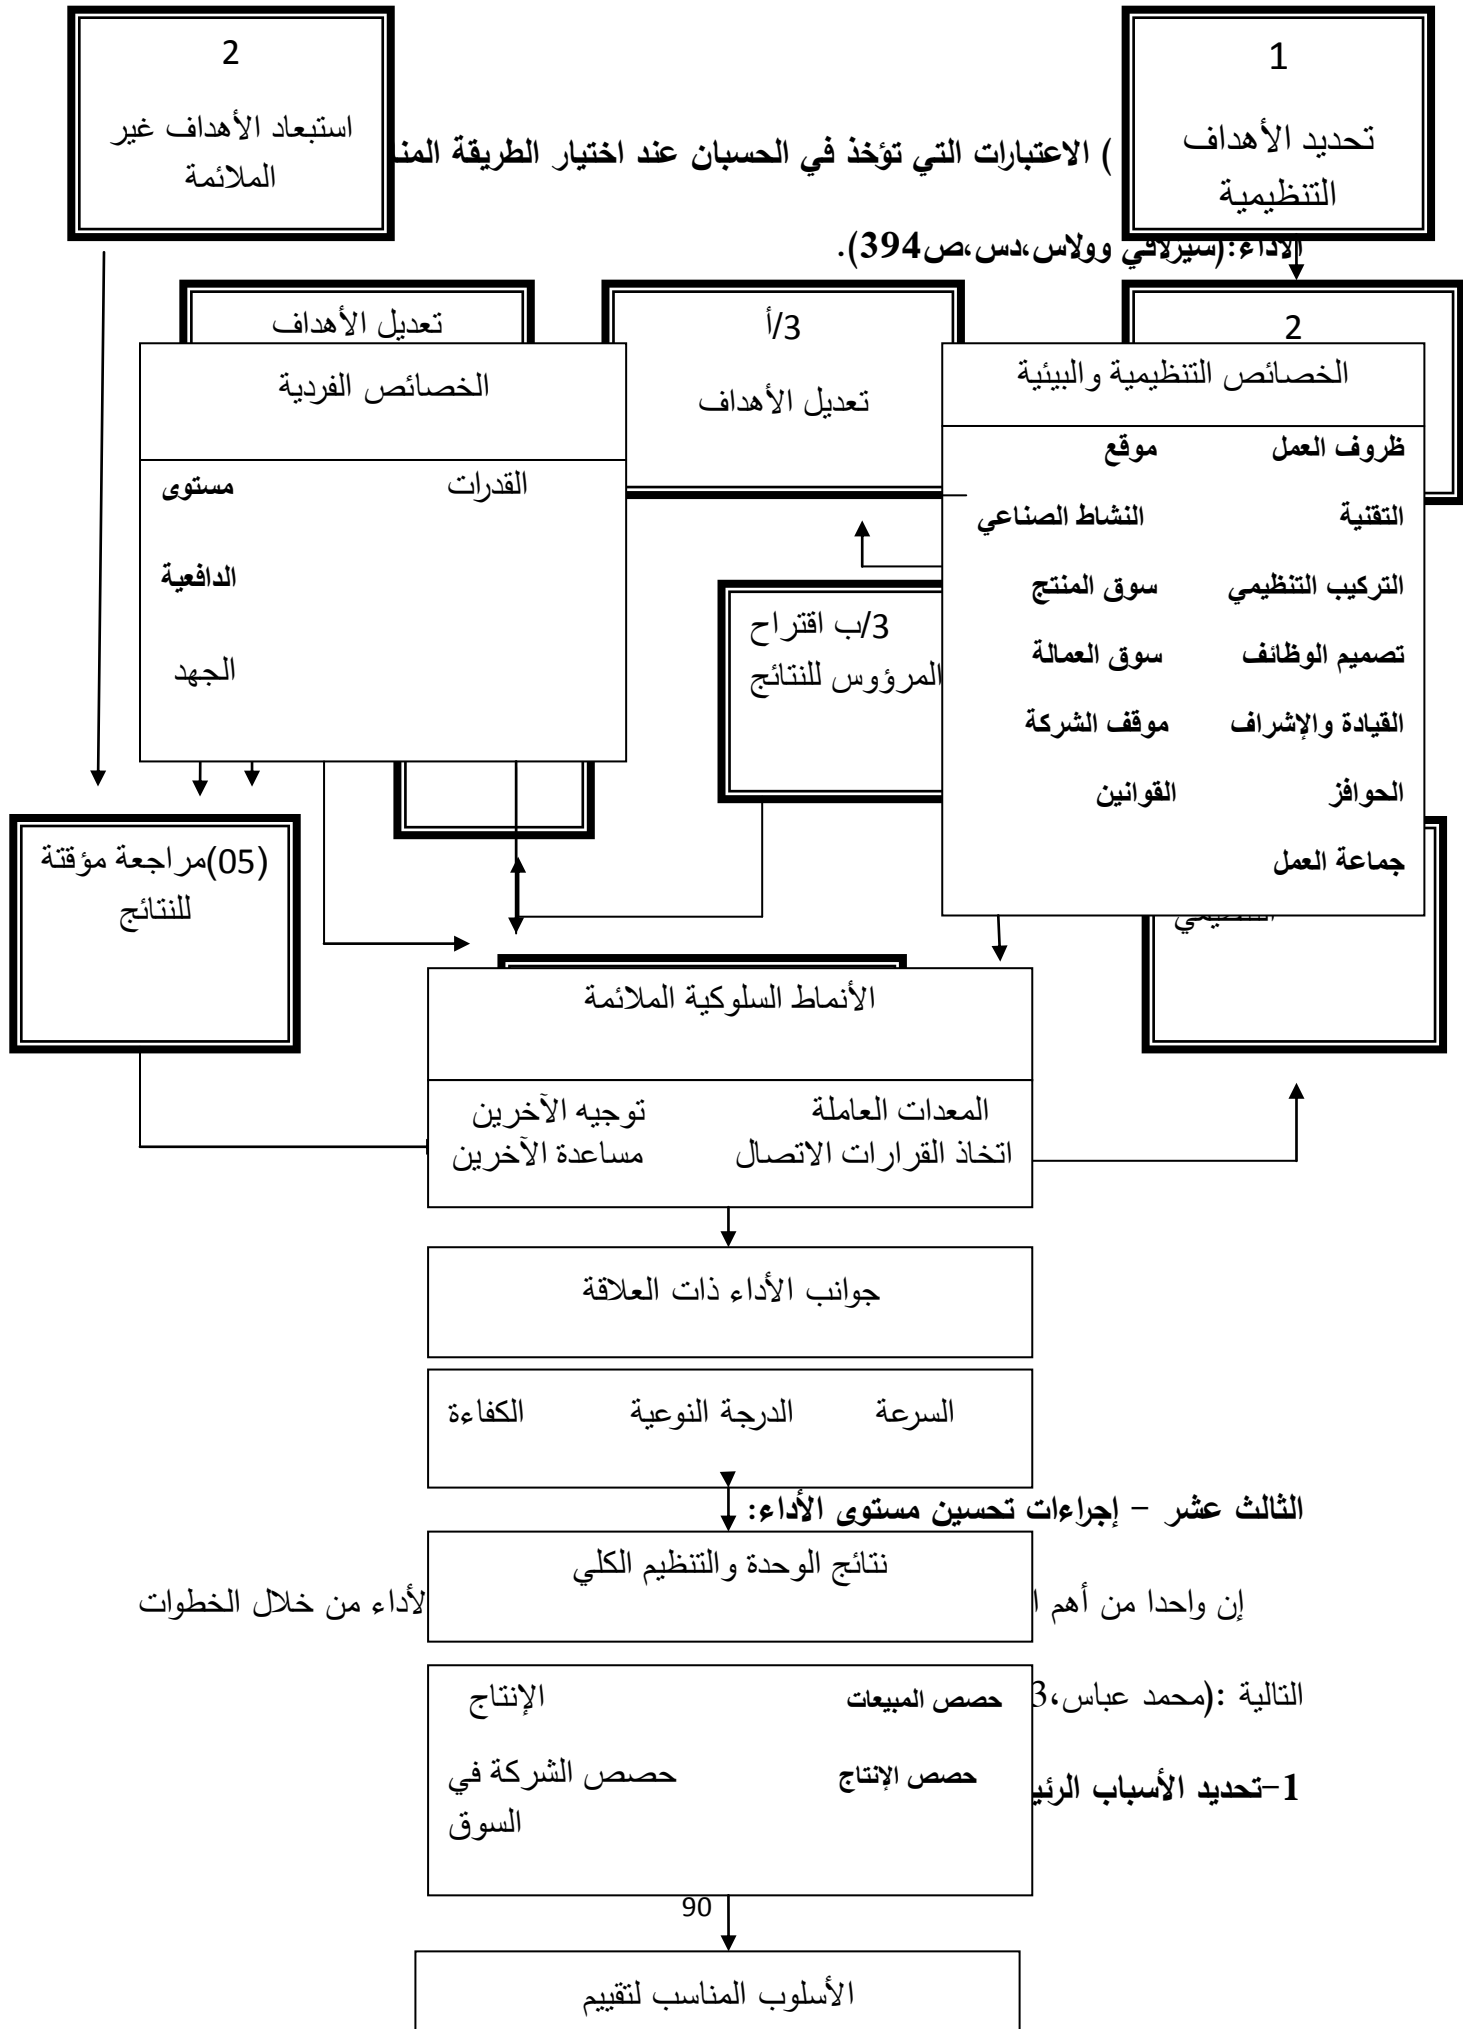 1
تحديد الأهداف
التنظيمية
2
استبعاد الأهداف غير
الملائمة
) الاعتبارات التي تؤخذ في الحسبان عند اختيار الطريقة
الأداء:(سيزلاقي وولاس،دس،ص394).
2
3/أ
تعديل الأهداف
تعديل الأهداف
الخصائص التنظيمية والبيئية
ظروف العمل موقع
التقنية النشاط الصناعي
التركيب التنظيمي سوق المنتج
تصميم الوظائف سوق العمالة
القيادة والإشراف موقف الشركة
الحوافز القوانين
جماعة العمل
الخصائص الفردية
القدرات مستوى
الدافعية
الجهد
3/ب اقتراح
المرؤوس للنتائج
(05)مراجعة مؤقتة
للنتائج
الأنماط السلوكية الملائمة
المعدات العاملة توجيه الآخرين
اتخاذ القرارات الاتصال مساعدة الآخرين
جوانب الأداء ذات العلاقة
السرعة الدرجة النوعية الكفاءة
الثالث عشر - إجراءات تحسين مستوى الأداء:
نتائج الوحدة والتنظيم الكلي
إن واحدا من أهم لأداء من خلال الخطوات
التالية :(محمد عباس،3
حصص المبيعات الإنتاج
حصص الإنتاج حصص الشركة في
السوق
1-تحديد الأسباب
90
الأسلوب المناسب لتقييم